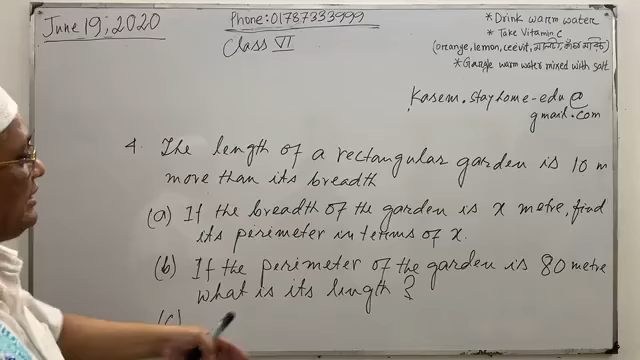 June 19, 2020
Phone: 01787333999
Class VI
* Drink warm water
* Take Vitamin C
(orange, lemon, ceevit,
* Gargle warm water mixed with salt
Kasem.stayhome-edu@
gmail.com
4. The length of a rectangular garden is 10 m
more than its breadth
(a) If the breadth of the garden is x metre, find
its perimeter in terms of x.
(b) If the perimeter of the garden is 80 metre
what is its length?
(c)